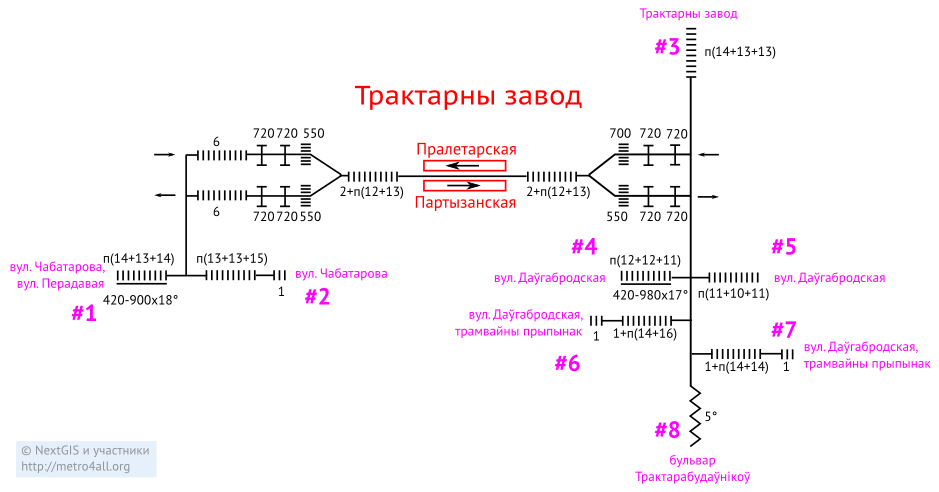 Трактарны завод
#3
п(14+13+13)
Трактарны завод
6
720
720
550
700
720
720
Пралетарская
2+п(12+13)
2+п(12+13)
Партызанская
6
720
720
550
550
720
720
#4
#5
п(14+13+14)
п(13+13+15)
п(12+12+11)
вул. Чабатарова,
вул. Перадавая
вул. Чабатарова
вул. Даўгабродская
вул. Даўгабродская
420-900x18°
1
#2
420-980x17°
п(11+10+11)
#1
вул. Даўгабродская,
трамвайны прыпынак
1
1+п(14+16)
#7
#6
вул. Даўгабродская,
трамвайны прыпынак
1+п(14+14)
1
#8
5°
бульвар
Трактарабудаўнікоў
© NextGIS и участники
http://metro4all.org